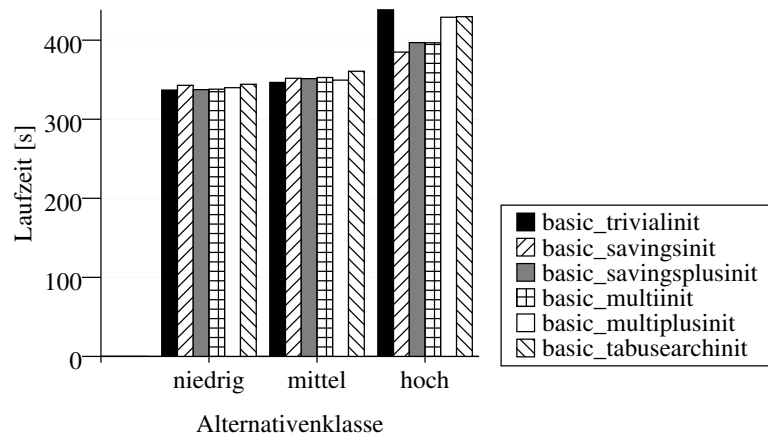 400
300
200
100
0
Laufzeit [s]
niedrig mittel hoch
Alternativenklasse
basic_trivialinit
basic_savingsinit
basic_savingsplusinit
basic_multiinit
basic_multiplusinit
basic_tabusearchinit